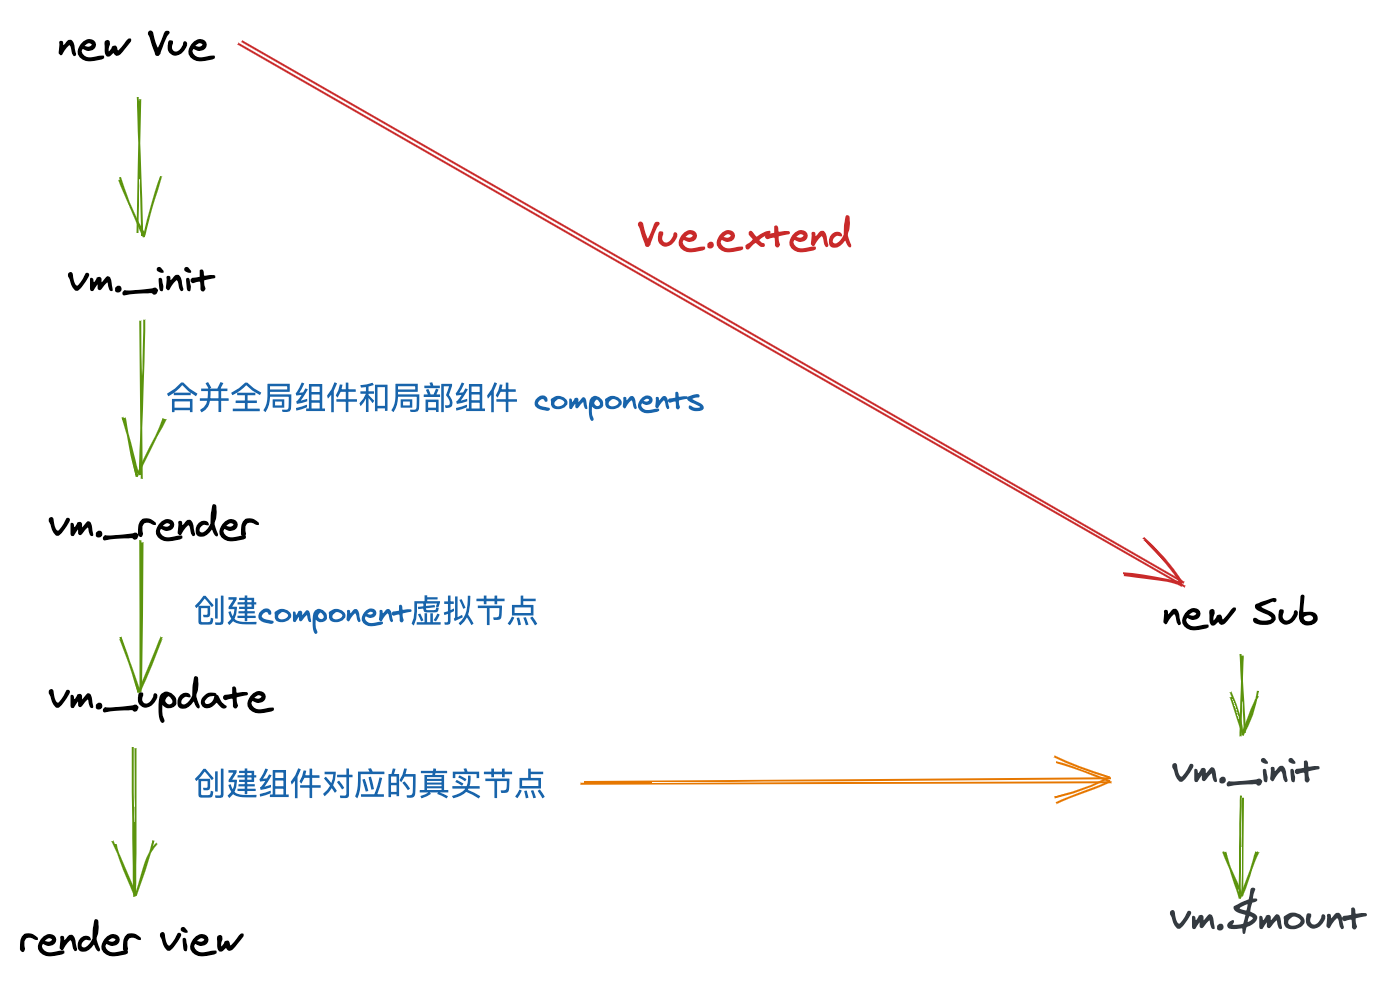 new Vue
Vue.extend
vm._init
合并全局组件和局部组件 components
vm._render
创建component虚拟节点
new Sub
vm._update
创建组件对应的真实节点
vm._init
vm.$mount
render view